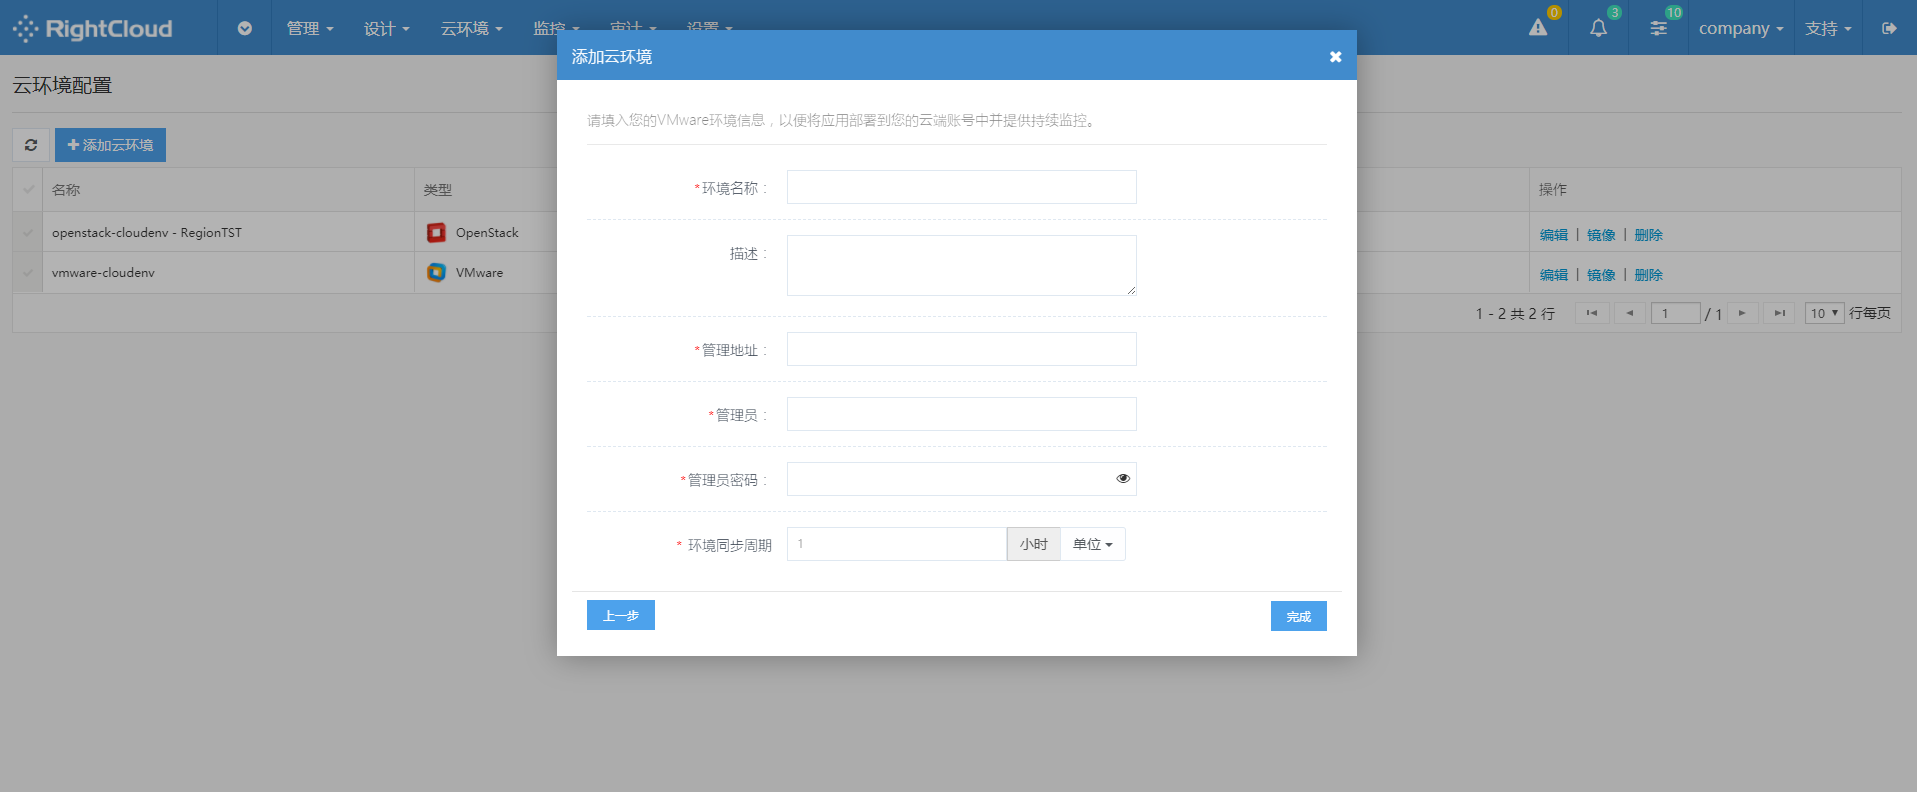 RightCloud 管理 设计 云环境 监控 审计 设置 0 3 10 company 支持
云环境配置
添加云环境
添加云环境
请填入您的VMware环境信息，以便将应用部署到您的云端账号中并提供持续监控。
名称 类型 操作
openstack-cloudenv - RegionTST OpenStack 编辑 | 镜像 | 删除
vmware-cloudenv VMware 编辑 | 镜像 | 删除
1 - 2 共 2 行 1 / 1 10 行每页
*环境名称：
描述：
*管理地址：
*管理员：
*管理员密码：
* 环境同步周期 1 小时 单位
上一步 完成